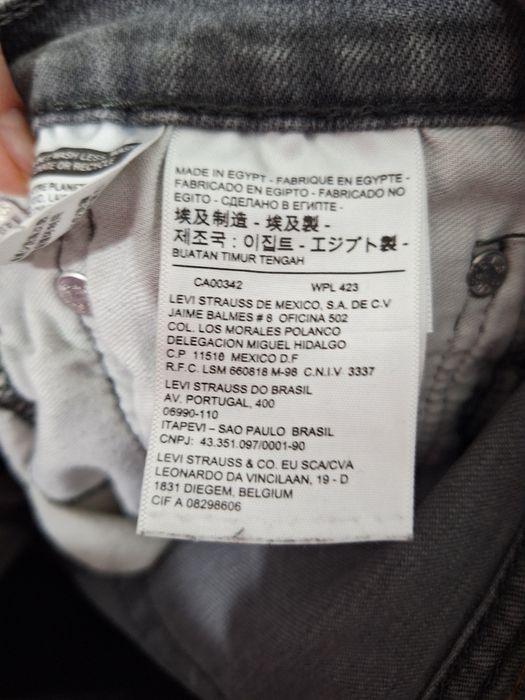 WASH LESS
OR RECYCLE
PLANET
MADE IN EGYPT - FABRIQUE EN EGYPTE -
FABRICADO EN EGIPTO - FABRICADO NO
EGITO - СДЕЛАНО В ЕГИПТЕ -
埃及制造 - 埃及製 -
제조국 : 이집트 - エジプト製 -
BUATAN TIMUR TENGAH
CA00342 WPL 423
LEVI STRAUSS DE MEXICO, S.A. DE C.V
JAIME BALMES # 8 OFICINA 502
COL. LOS MORALES POLANCO
DELEGACION MIGUEL HIDALGO
C.P 11510 MEXICO D.F
R.F.C. LSM 660818 M-98 C.N.I.V 3337
LEVI STRAUSS DO BRASIL
AV. PORTUGAL, 400
06990-110
ITAPEVI – SAO PAULO BRASIL
CNPJ: 43.351.097/0001-90
LEVI STRAUSS & CO. EU SCA/CVA
LEONARDO DA VINCILAAN, 19 - D
1831 DIEGEM, BELGIUM
CIF A 08298606